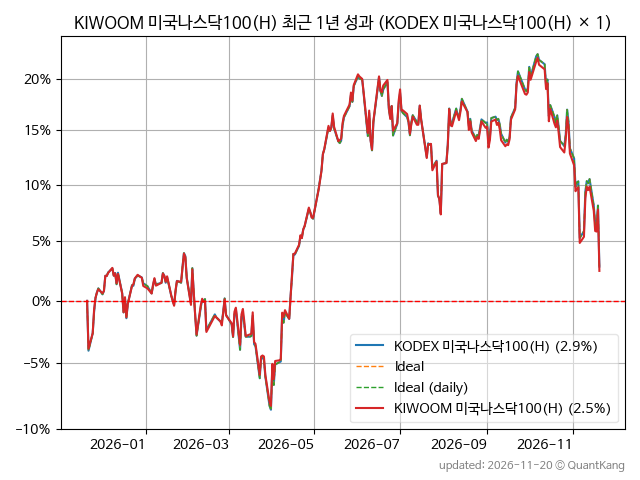 KIWOOM 미국나스닥100(H) 최근 1년 성과 (KODEX 미국나스닥100(H) × 1)
20%
15%
10%
5%
0%
−5%
−10%
KODEX 미국나스닥100(H) (2.9%)
Ideal
Ideal (daily)
KIWOOM 미국나스닥100(H) (2.5%)
2026-01 2026-03 2026-05 2026-07 2026-09 2026-11
updated: 2026-11-20 © QuantKang